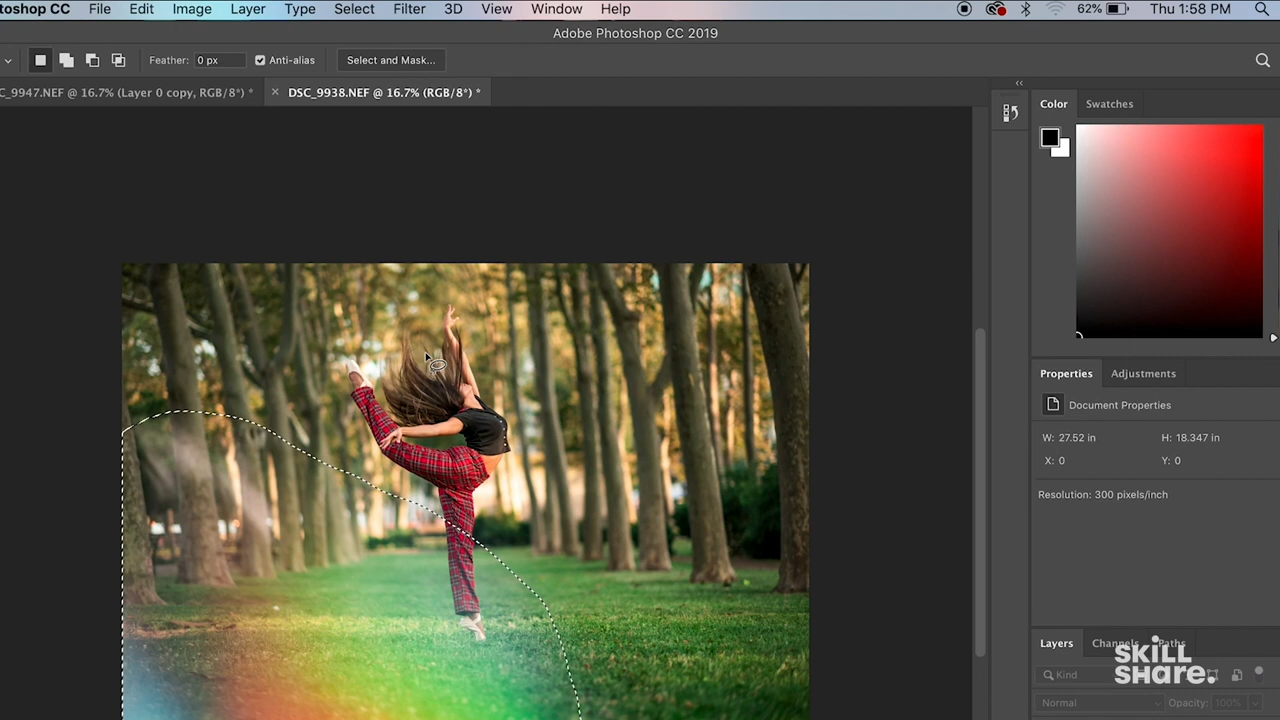 toshop CC File Edit Image Layer Type Select Filter 3D View Window Help 62% Thu 1:58 PM
Adobe Photoshop CC 2019
Feather: 0 px Anti-alias Select and Mask...
C_9947.NEF @ 16.7% (Layer 0 copy, RGB/8*) * × DSC_9938.NEF @ 16.7% (RGB/8*) *
Color Swatches
Properties Adjustments
Document Properties
W: 27.52 in H: 18.347 in
X: 0 Y: 0
Resolution: 300 pixels/inch
Layers Channels Paths
SKILL
SHARE.
Kind
Normal Opacity: 100%